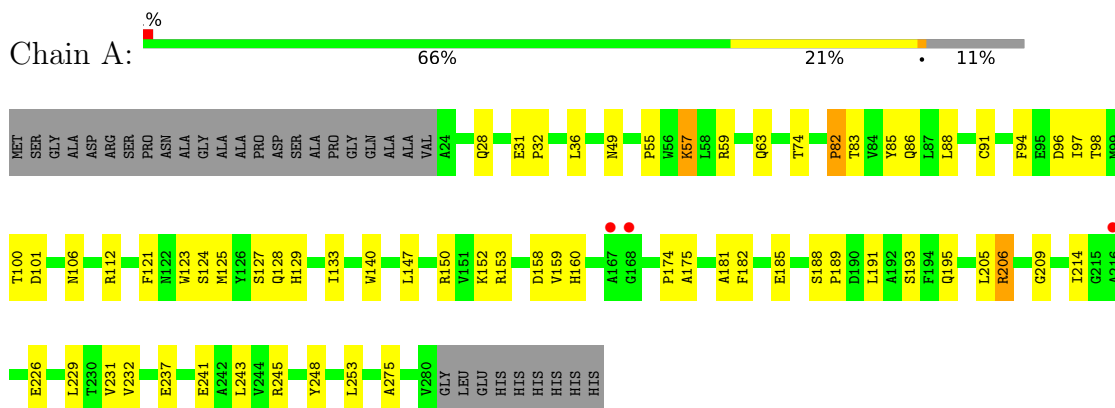 %
Chain A:
66% 21% • 11%
MET SER GLY ALA ASP ARG SER PRO ASN ALA GLY ALA ALA PRO ASP SER ALA PRO GLY GLN ALA ALA VAL A24 Q28 E31 P32 L36 N49 P55 W56 K57 L58 R59 Q63 T74 P82 T83 V84 Y85 Q86 L87 L88 C91 F94 E95 D96 I97 T98 M99
T100 D101 N106 R112 F121 N122 W123 S124 M125 Y126 S127 Q128 H129 I133 W140 L147 R150 V151 K152 R153 D158 V159 H160 A167 G168 P174 A175 A181 F182 E185 S188 P189 D190 L191 A192 S193 F194 Q195 L205 R206 G209 I214 G215 A216
E226 L229 T230 V231 V232 E237 E241 A242 L243 V244 R245 Y248 L253 A275 V280 GLY LEU GLU HIS HIS HIS HIS HIS HIS